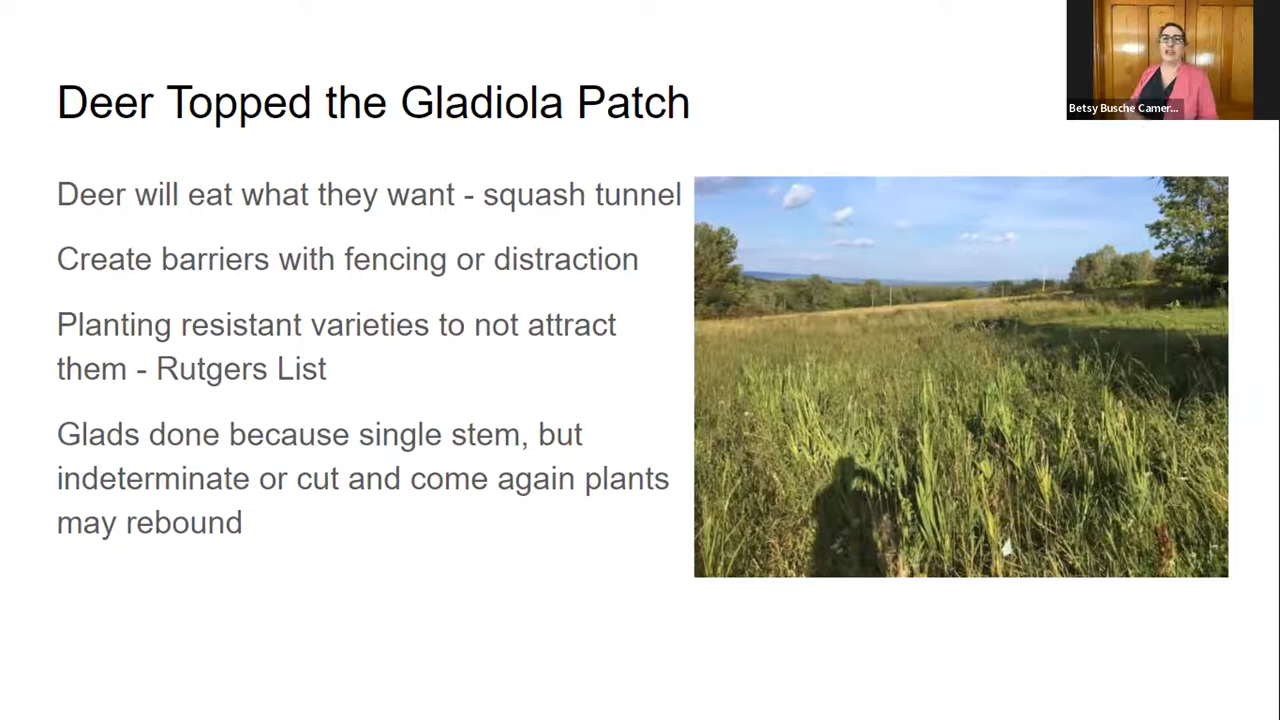 Deer Topped the Gladiola Patch
Betsy Busche Camer...
Deer will eat what they want - squash tunnel
Create barriers with fencing or distraction
Planting resistant varieties to not attract
them - Rutgers List
Glads done because single stem, but
indeterminate or cut and come again plants
may rebound